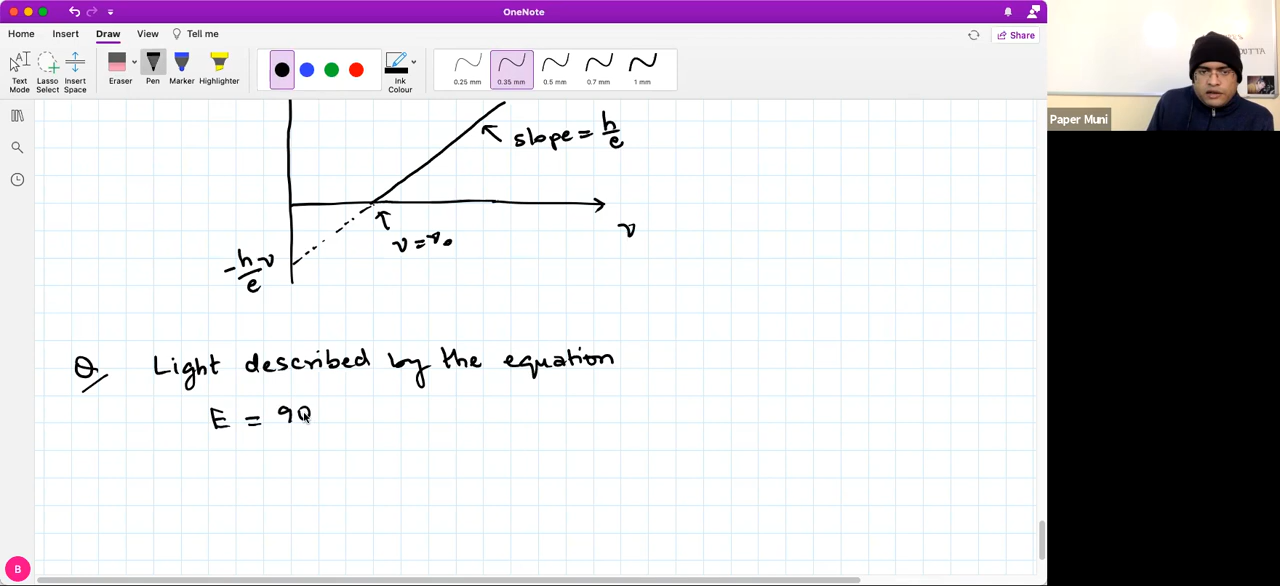 OneNote
Home Insert Draw View Tell me
Share
Text Mode
Lasso Select
Insert Space
Eraser
Pen
Marker
Highlighter
Ink Colour
0.25 mm
0.35 mm
0.5 mm
0.7 mm
1 mm
Paper Muni
slope = h/e
ν
ν = ν₀
-h/e ν
Q Light described by the equation
E = 90
B